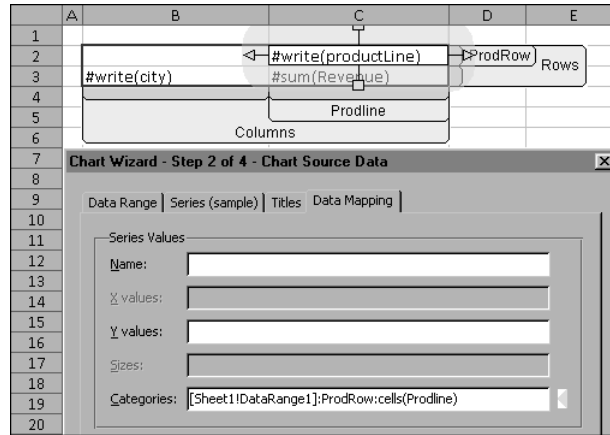 A B C D E
1
2 #write(productLine) ProdRow Rows
3 #write(city) #sum(Revenue)
4
5 Prodline
6 Columns
7 Chart Wizard - Step 2 of 4 - Chart Source Data x
8
9 Data Range Series (sample) Titles Data Mapping
10
11 Series Values
12 Name:
13
14 X values:
15 Y values:
16
17 Sizes:
18
19 Categories: [Sheet1!DataRange1]:ProdRow:cells(Prodline)
20